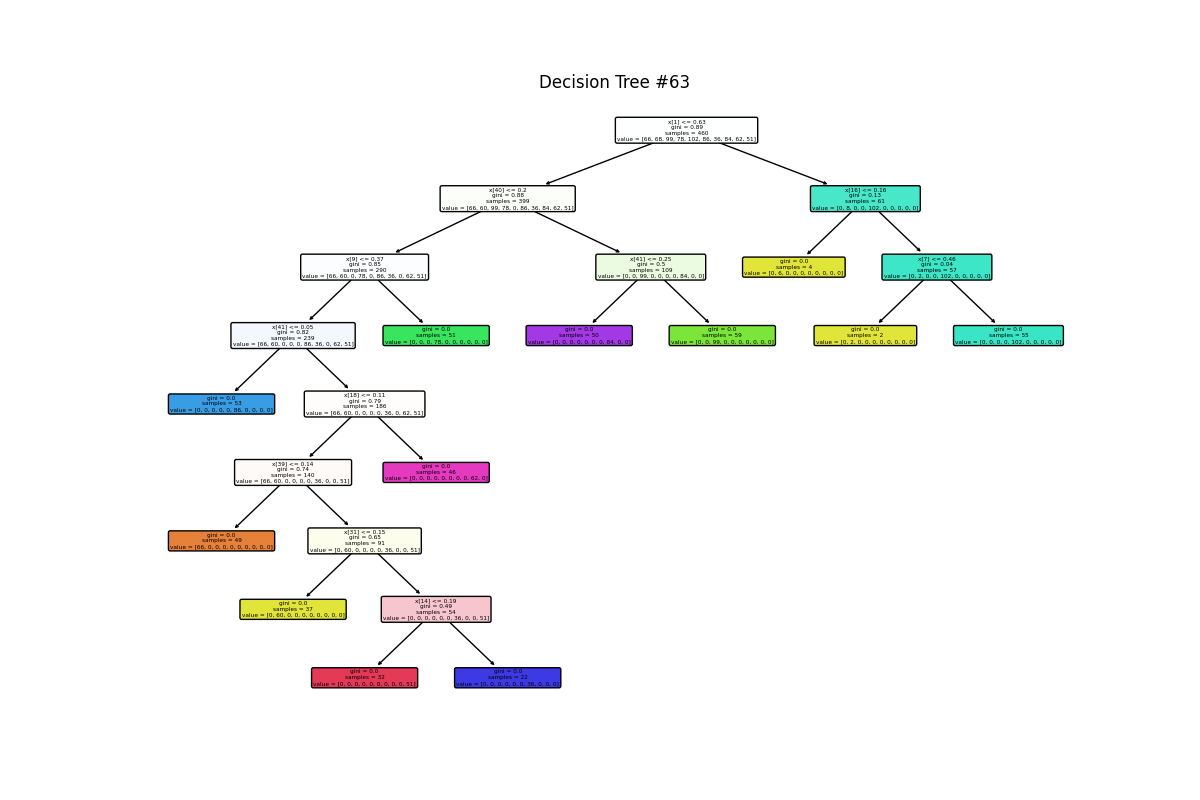 Decision Tree #63
x[1] <= 0.63
gini = 0.89
samples = 460
value = [66, 68, 99, 78, 102, 86, 36, 84, 62, 51]
x[40] <= 0.2
gini = 0.88
samples = 399
value = [66, 60, 99, 78, 0, 86, 36, 84, 62, 51]
x[16] <= 0.16
gini = 0.13
samples = 61
value = [0, 8, 0, 0, 102, 0, 0, 0, 0, 0]
x[9] <= 0.37
gini = 0.85
samples = 290
value = [66, 60, 0, 78, 0, 86, 36, 0, 62, 51]
x[41] <= 0.25
gini = 0.5
samples = 109
value = [0, 0, 99, 0, 0, 0, 0, 84, 0, 0]
gini = 0.0
samples = 4
value = [0, 6, 0, 0, 0, 0, 0, 0, 0, 0]
x[7] <= 0.46
gini = 0.04
samples = 57
value = [0, 2, 0, 0, 102, 0, 0, 0, 0, 0]
x[41] <= 0.05
gini = 0.82
samples = 239
value = [66, 60, 0, 0, 0, 86, 36, 0, 62, 51]
gini = 0.0
samples = 51
value = [0, 0, 0, 78, 0, 0, 0, 0, 0, 0]
gini = 0.0
samples = 50
value = [0, 0, 0, 0, 0, 0, 0, 84, 0, 0]
gini = 0.0
samples = 59
value = [0, 0, 99, 0, 0, 0, 0, 0, 0, 0]
gini = 0.0
samples = 2
value = [0, 2, 0, 0, 0, 0, 0, 0, 0, 0]
gini = 0.0
samples = 55
value = [0, 0, 0, 0, 102, 0, 0, 0, 0, 0]
gini = 0.0
samples = 53
value = [0, 0, 0, 0, 0, 86, 0, 0, 0, 0]
x[18] <= 0.11
gini = 0.79
samples = 186
value = [66, 60, 0, 0, 0, 0, 36, 0, 62, 51]
x[39] <= 0.14
gini = 0.74
samples = 140
value = [66, 60, 0, 0, 0, 0, 36, 0, 0, 51]
gini = 0.0
samples = 46
value = [0, 0, 0, 0, 0, 0, 0, 0, 62, 0]
gini = 0.0
samples = 49
value = [66, 0, 0, 0, 0, 0, 0, 0, 0, 0]
x[31] <= 0.15
gini = 0.65
samples = 91
value = [0, 60, 0, 0, 0, 0, 36, 0, 0, 51]
gini = 0.0
samples = 37
value = [0, 60, 0, 0, 0, 0, 0, 0, 0, 0]
x[14] <= 0.19
gini = 0.49
samples = 54
value = [0, 0, 0, 0, 0, 0, 36, 0, 0, 51]
gini = 0.0
samples = 32
value = [0, 0, 0, 0, 0, 0, 0, 0, 0, 51]
gini = 0.0
samples = 22
value = [0, 0, 0, 0, 0, 0, 36, 0, 0, 0]